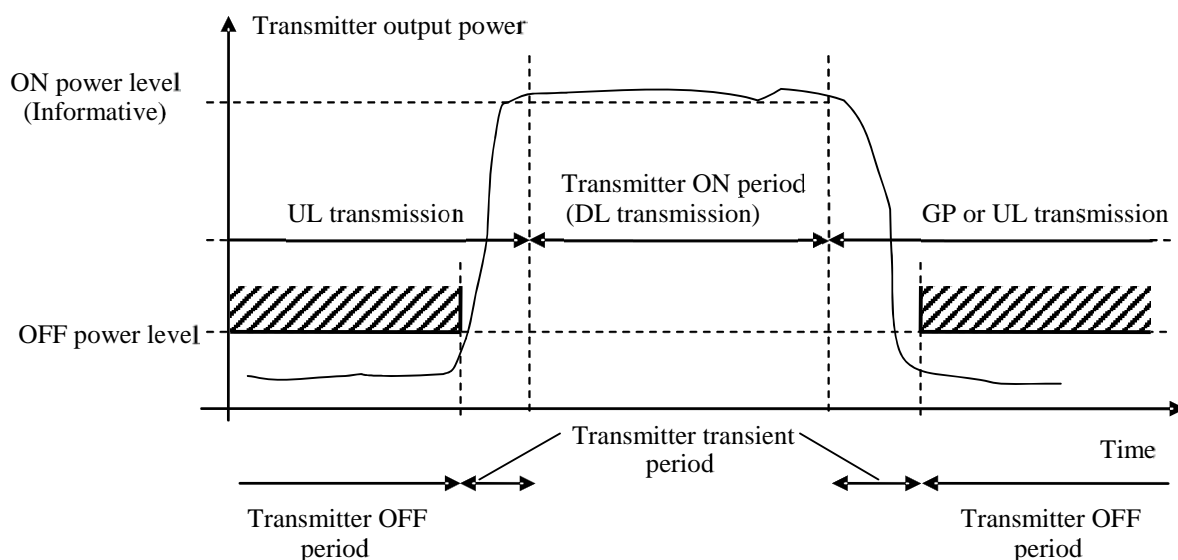 Transmitter output power
ON power level
(Informative)
Transmitter ON period
(DL transmission)
UL transmission
GP or UL transmission
OFF power level
Transmitter transient
period
Time
Transmitter OFF
period
Transmitter OFF
period